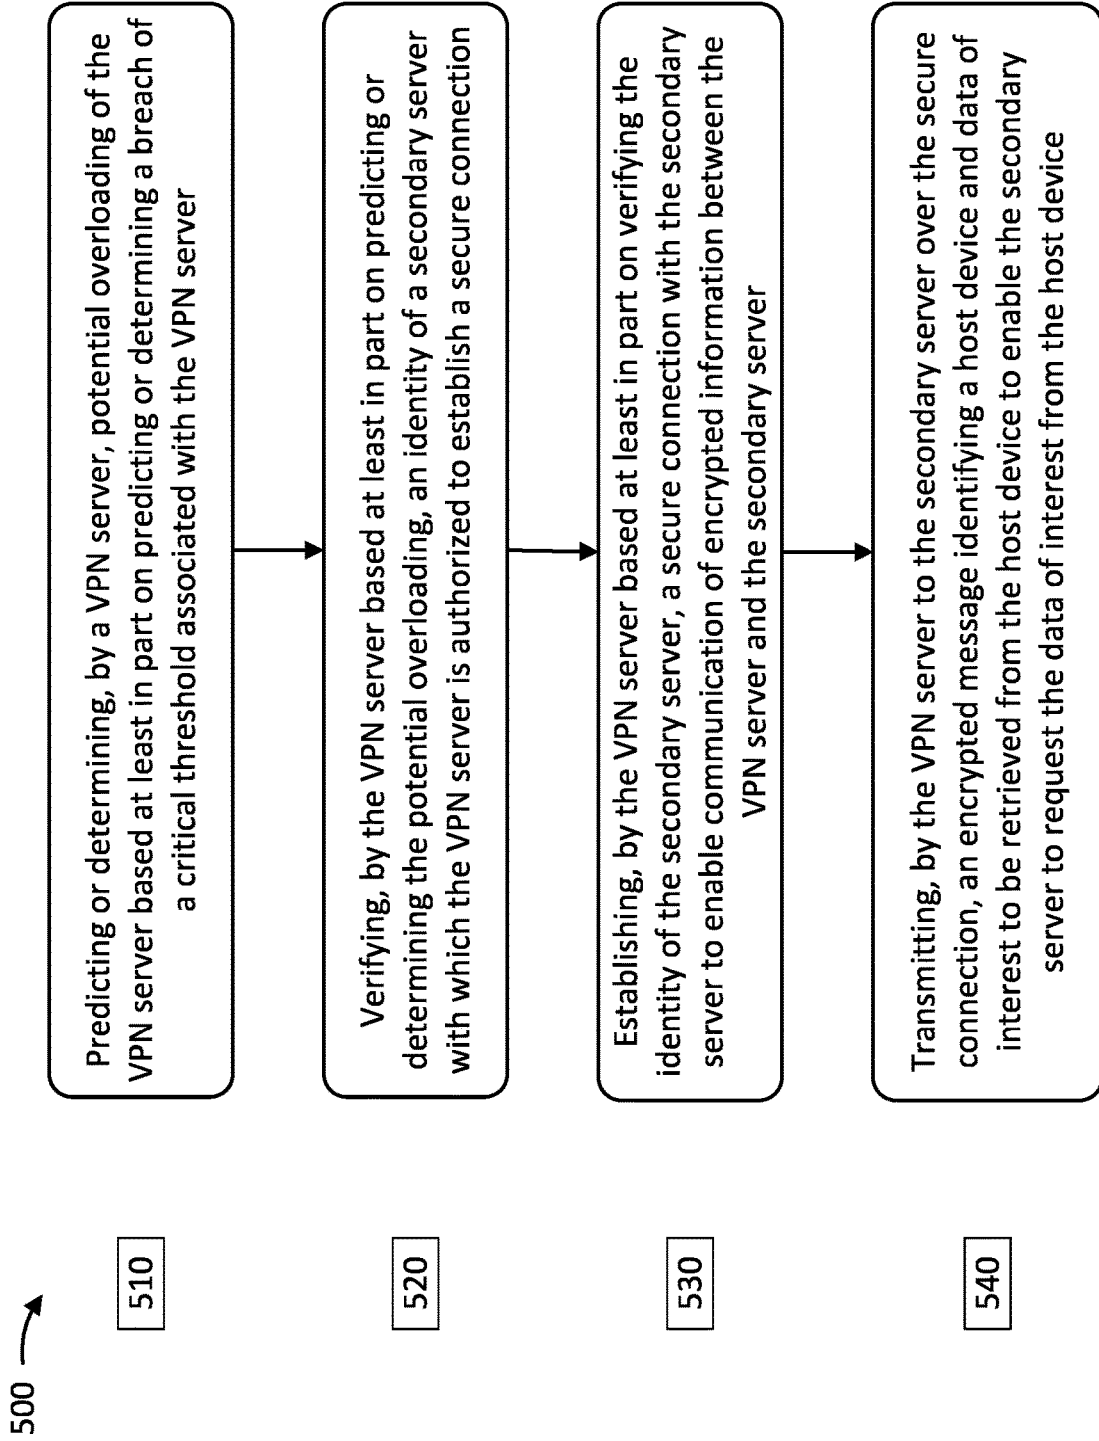 500
510
Predicting or determining, by a VPN server, potential overloading of the
VPN server based at least in part on predicting or determining a breach of
a critical threshold associated with the VPN server
520
Verifying, by the VPN server based at least in part on predicting or
determining the potential overloading, an identity of a secondary server
with which the VPN server is authorized to establish a secure connection
530
Establishing, by the VPN server based at least in part on verifying the
identity of the secondary server, a secure connection with the secondary
server to enable communication of encrypted information between the
VPN server and the secondary server
540
Transmitting, by the VPN server to the secondary server over the secure
connection, an encrypted message identifying a host device and data of
interest to be retrieved from the host device to enable the secondary
server to request the data of interest from the host device